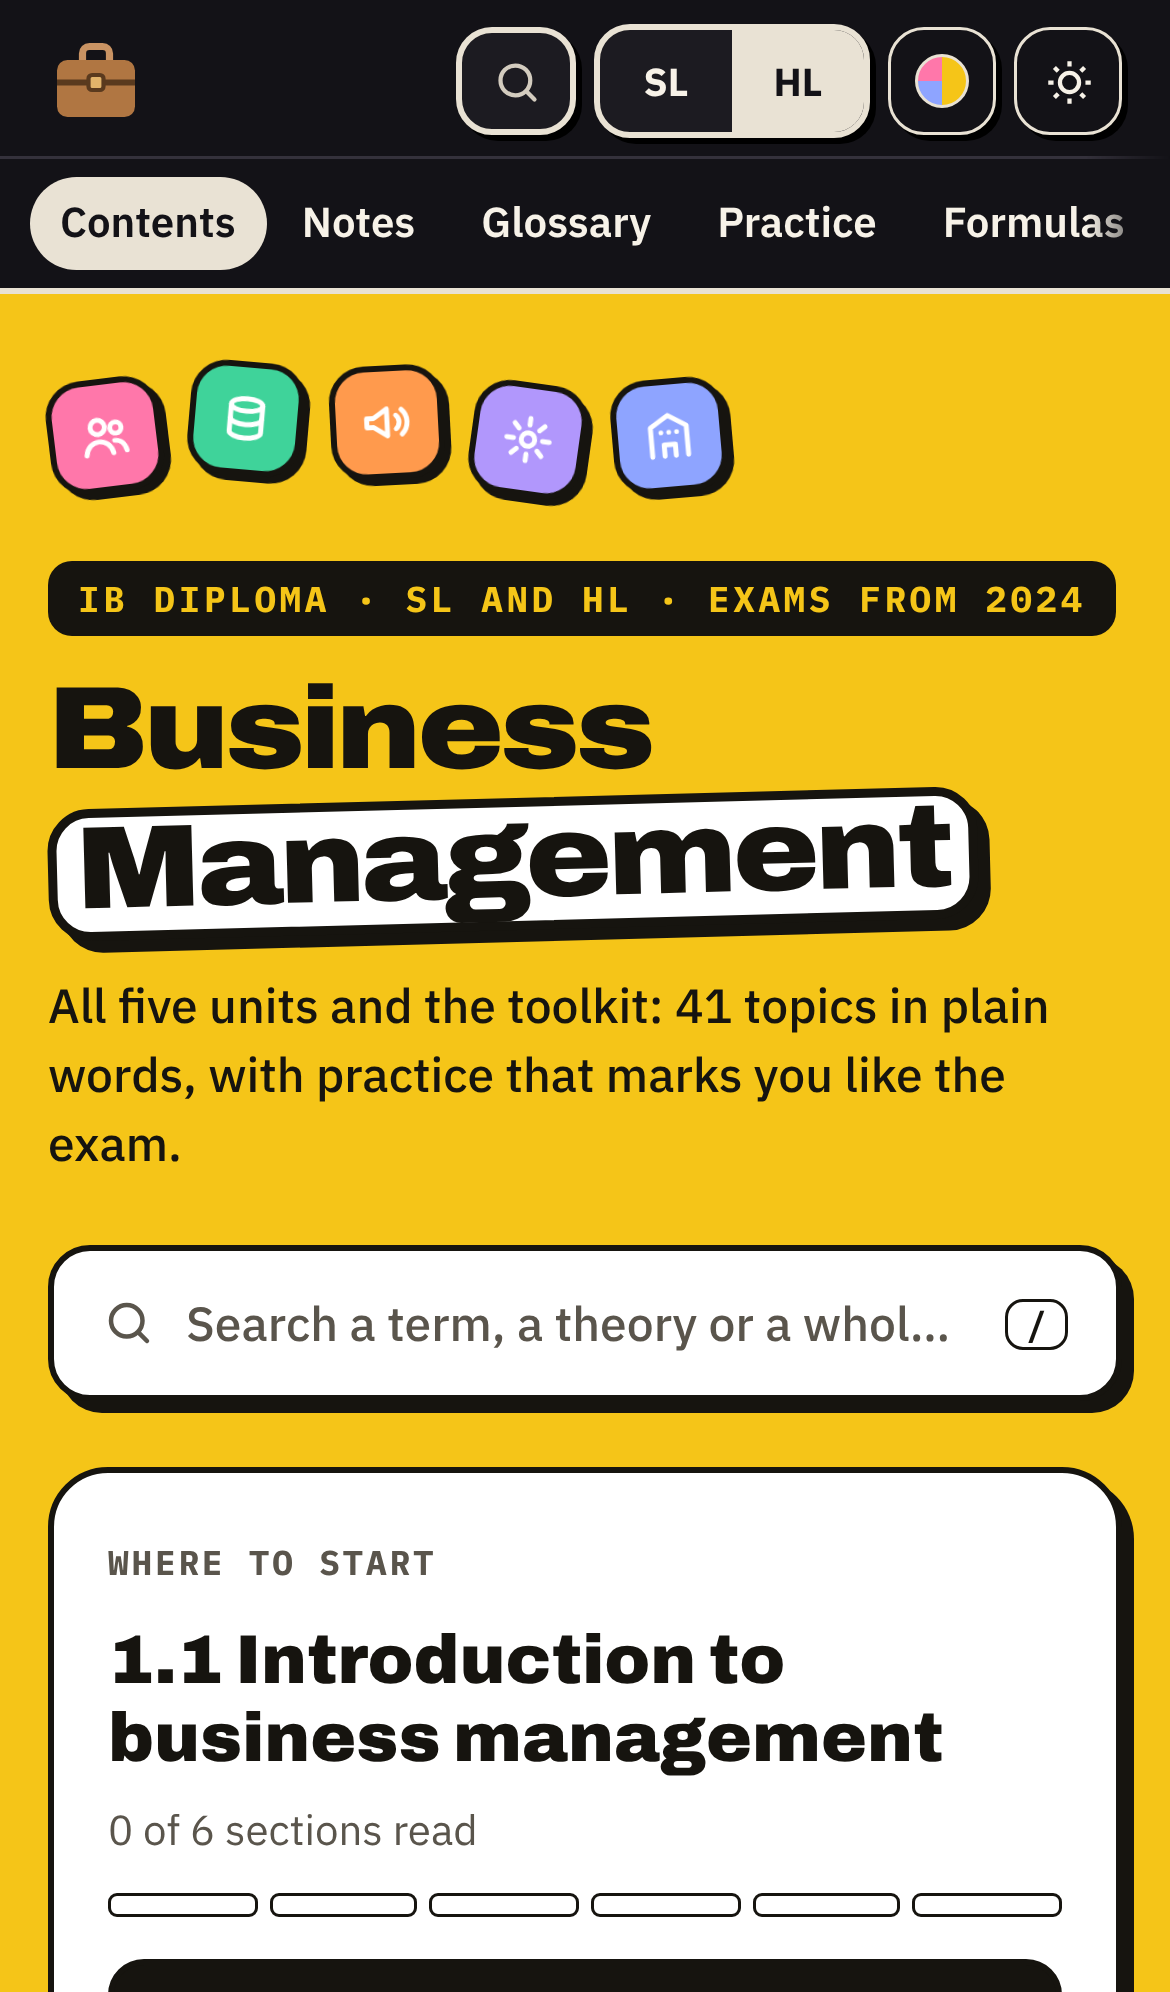 SL HL
Contents Notes Glossary Practice Formulas
IB DIPLOMA · SL AND HL · EXAMS FROM 2024
Business
Management
All five units and the toolkit: 41 topics in plain
words, with practice that marks you like the
exam.
Search a term, a theory or a whol... /
WHERE TO START
1.1 Introduction to
business management
0 of 6 sections read